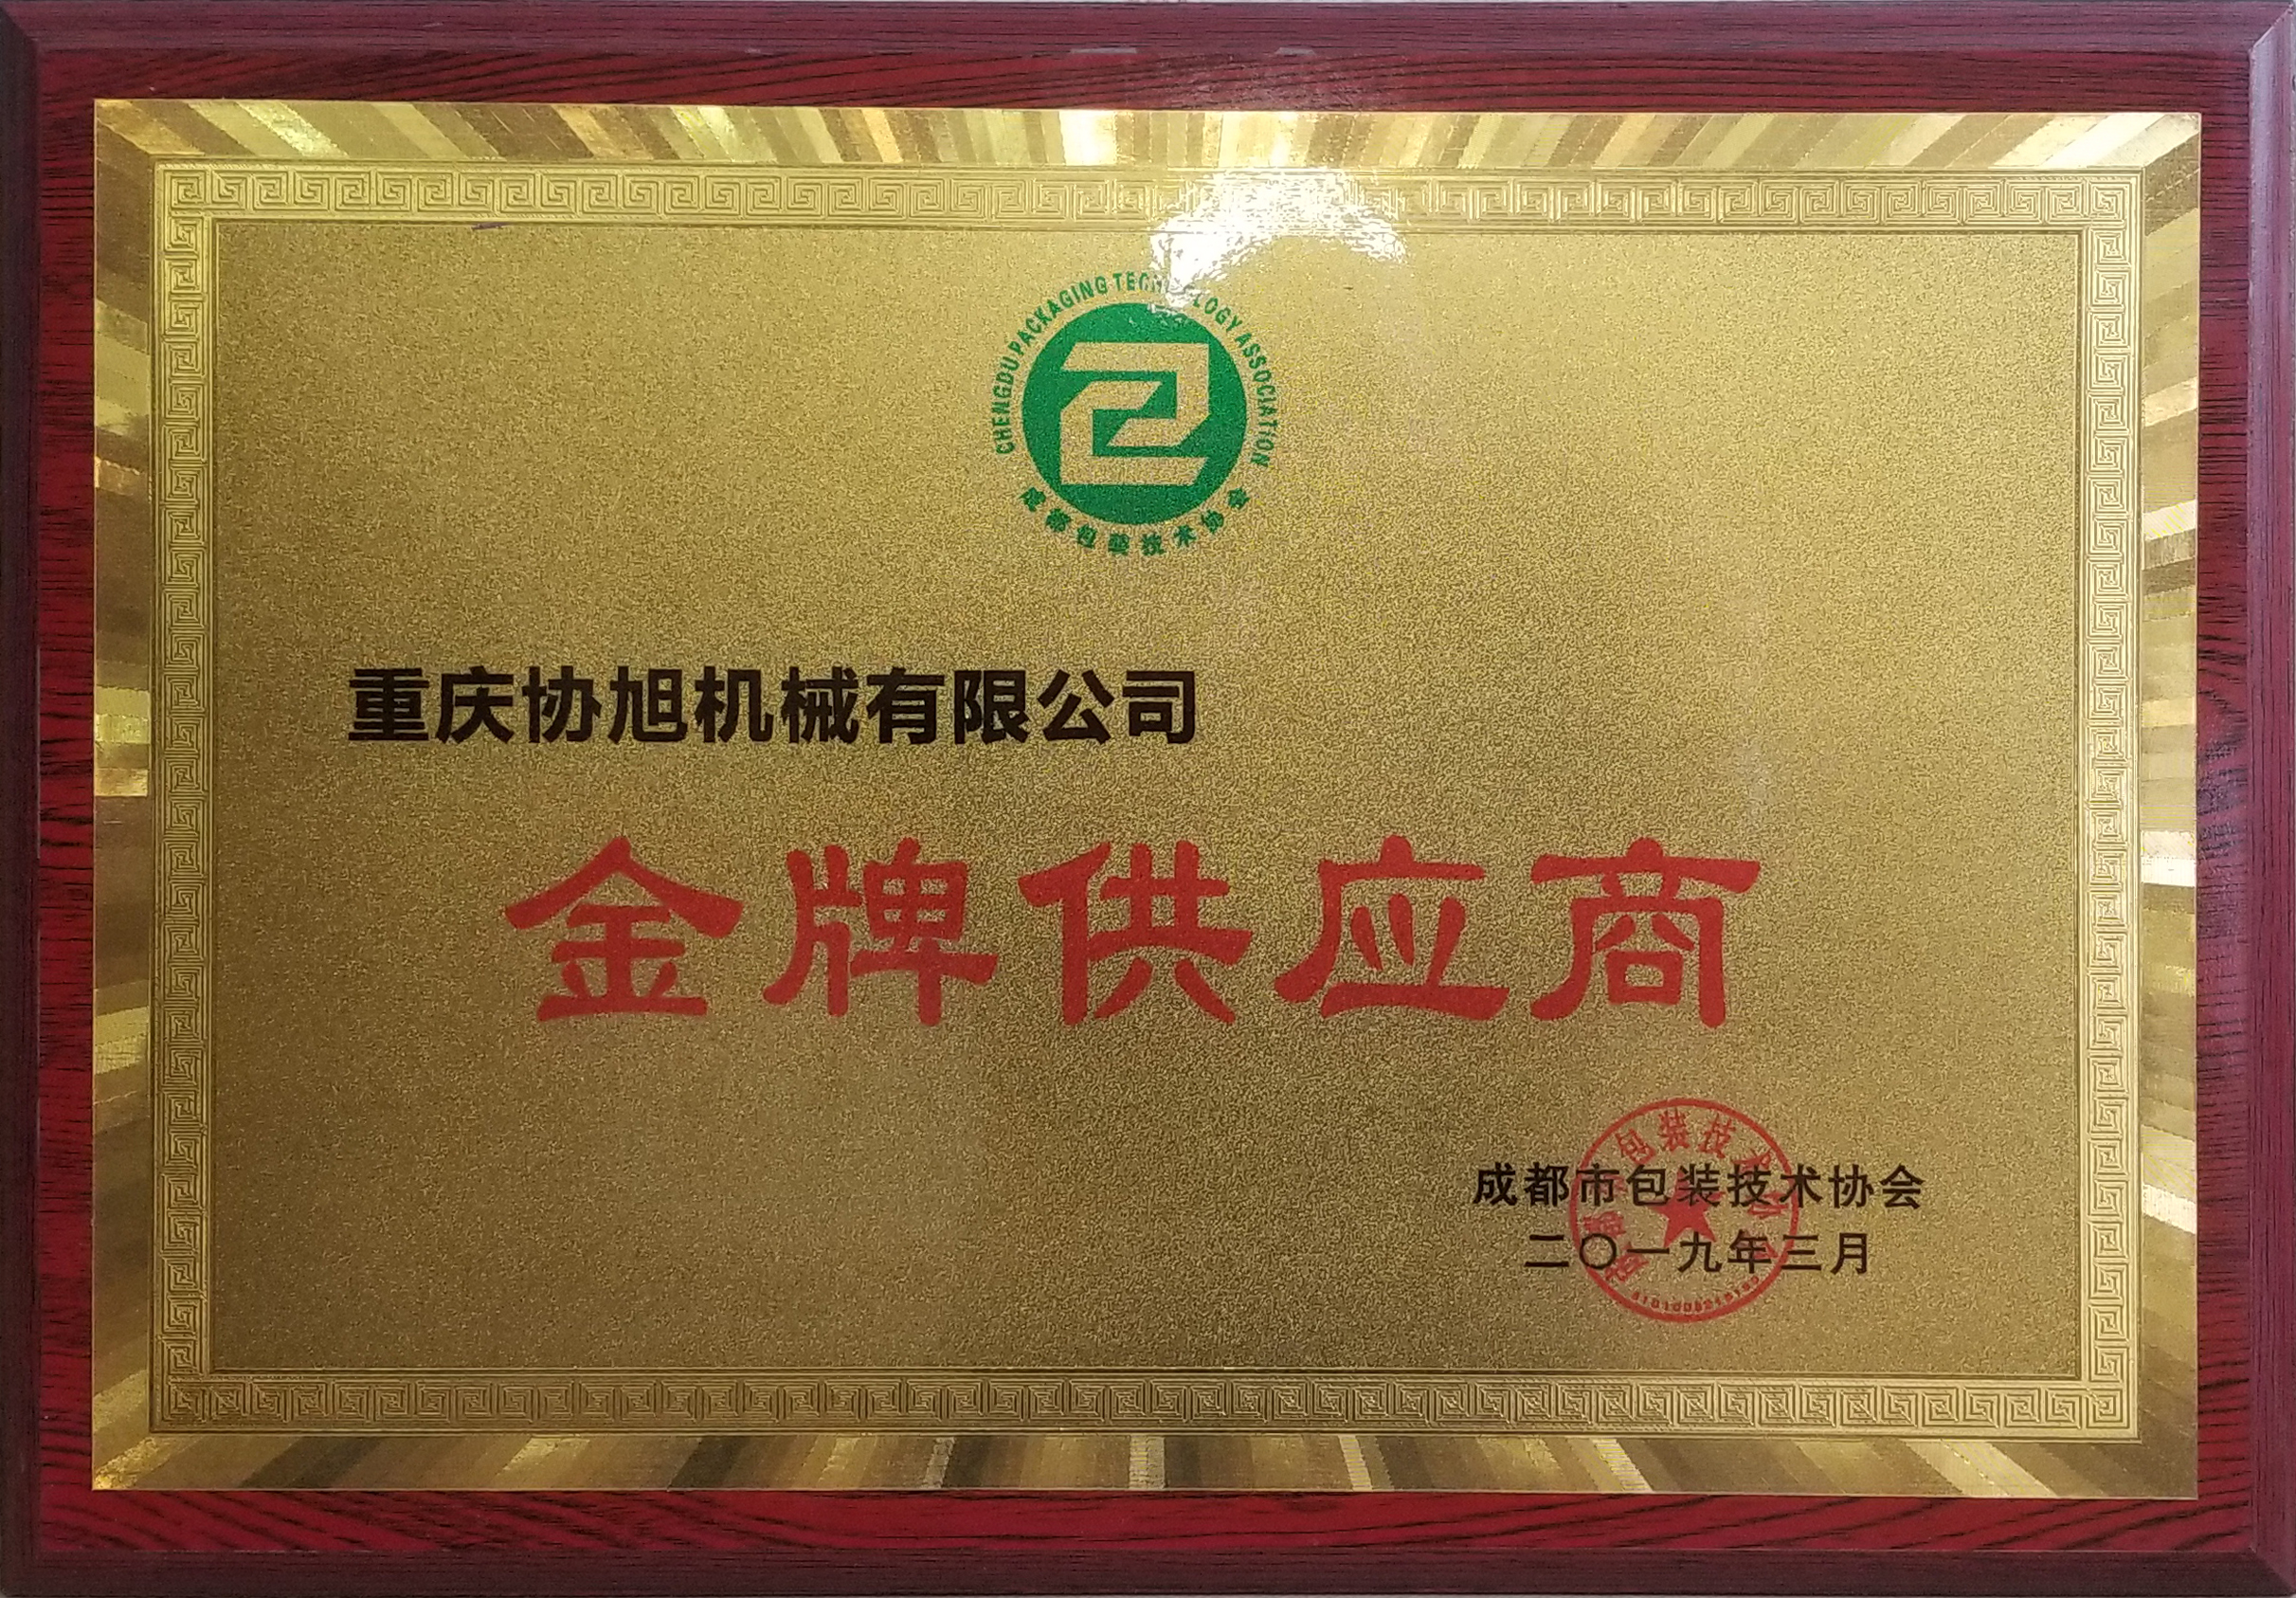 CHENGDU PACKAGING TECHNOLOGY ASSOCIATION
成都包装技术协会
重庆协旭机械有限公司
金牌供应商
成都市包装技术协会
二〇一九年三月